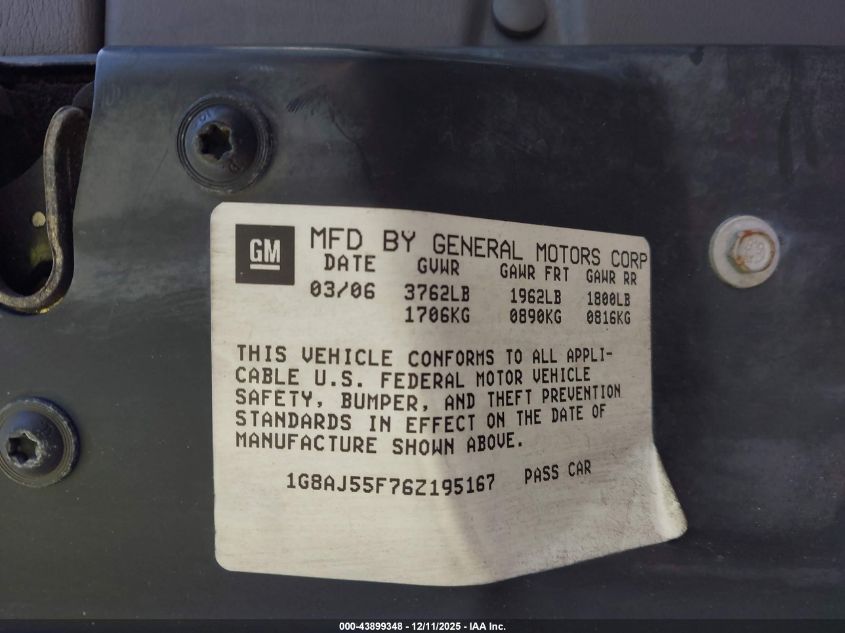 GM
MFD BY GENERAL MOTORS CORP
DATE GVWR GAWR FRT GAWR RR
03/06 3762LB 1962LB 1800LB
1706KG 0890KG 0816KG
THIS VEHICLE CONFORMS TO ALL APPLI-
CABLE U.S. FEDERAL MOTOR VEHICLE
SAFETY, BUMPER, AND THEFT PREVENTION
STANDARDS IN EFFECT ON THE DATE OF
MANUFACTURE SHOWN ABOVE.
1G8AJ55F76Z195167 PASS CAR
000-43899348 - 12/11/2025 - IAA Inc.